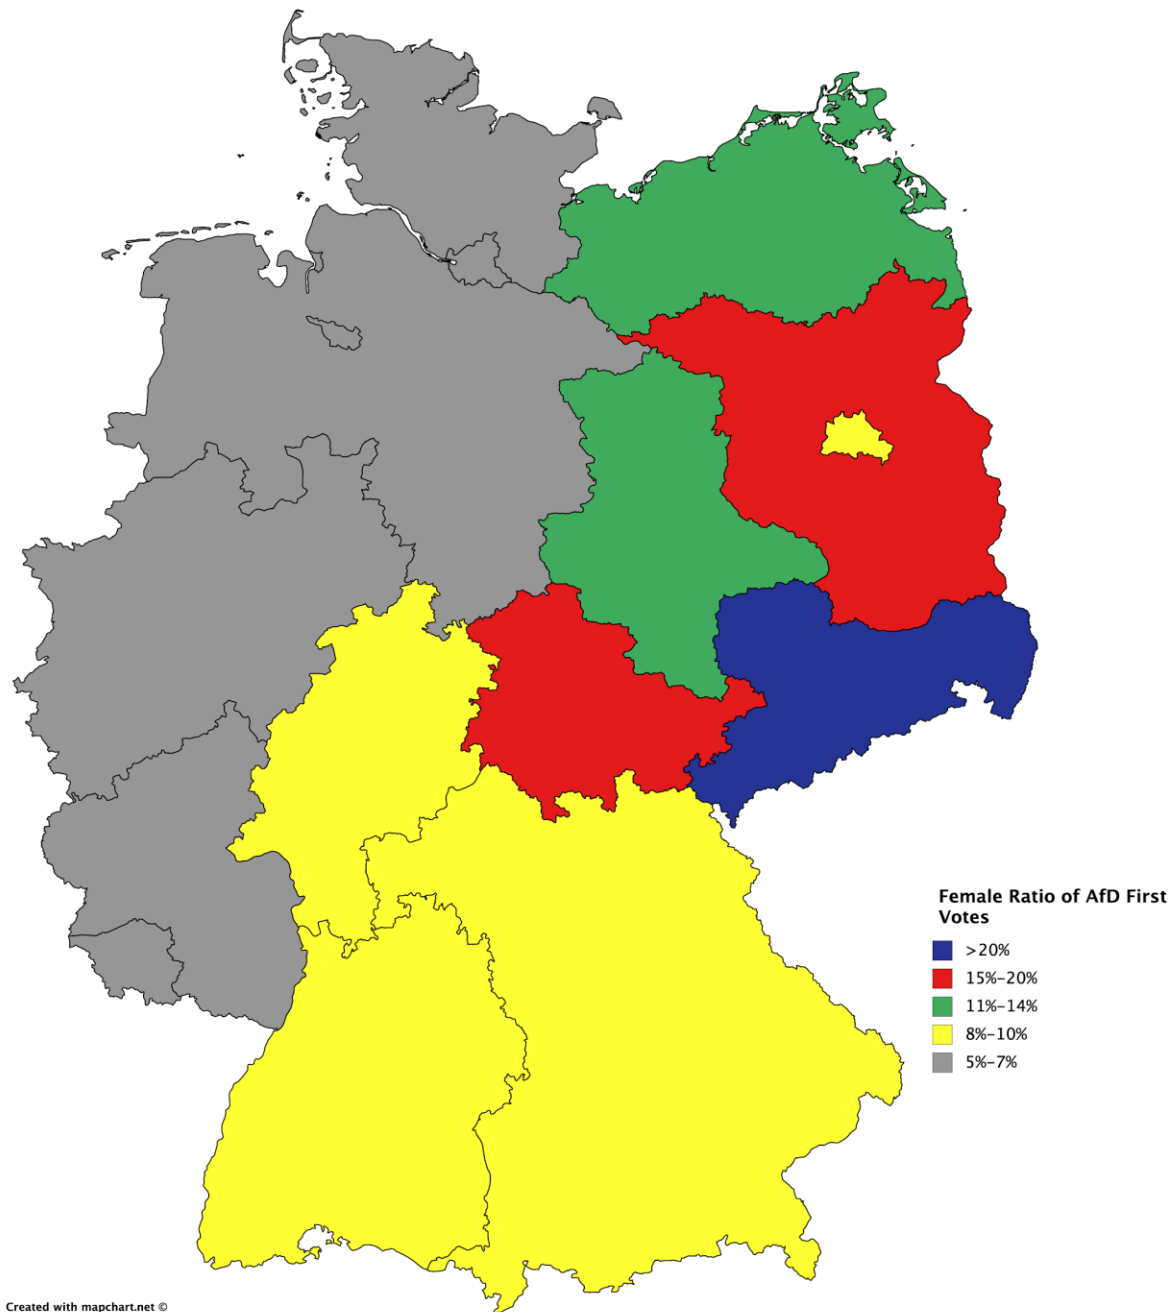 Female Ratio of AfD First
Votes
>20%
15%-20%
11%-14%
8%-10%
5%-7%
Created with mapchart.net ©